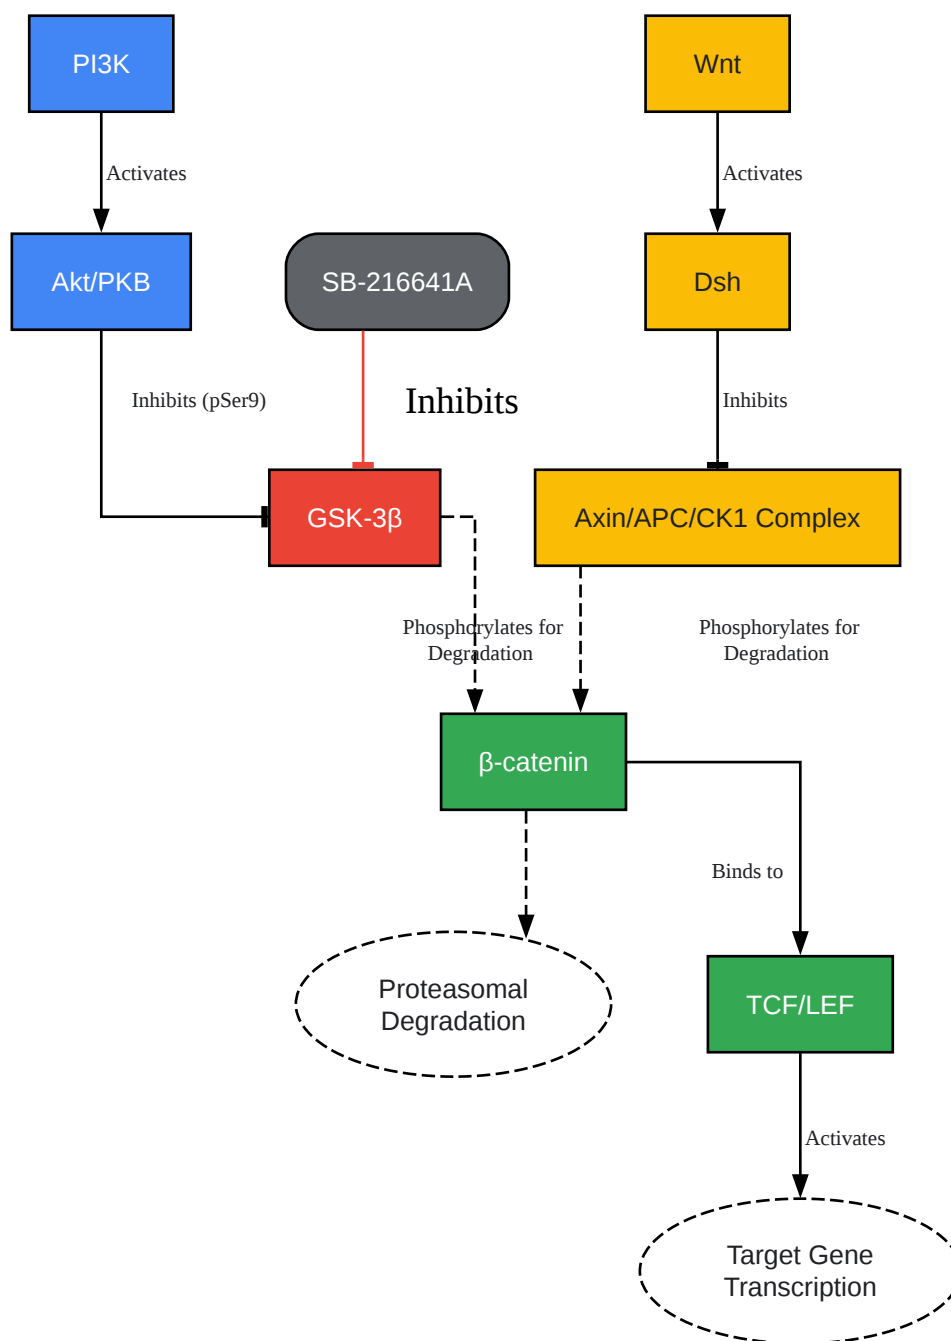 PI3K
Wnt
Activates
Activates
Akt/PKB
SB-216641A
Dsh
Inhibits (pSer9)
Inhibits
Inhibits
GSK-3β
Axin/APC/CK1 Complex
Phosphorylates for
Degradation
Phosphorylates for
Degradation
β-catenin
Binds to
Proteasomal
Degradation
TCF/LEF
Activates
Target Gene
Transcription